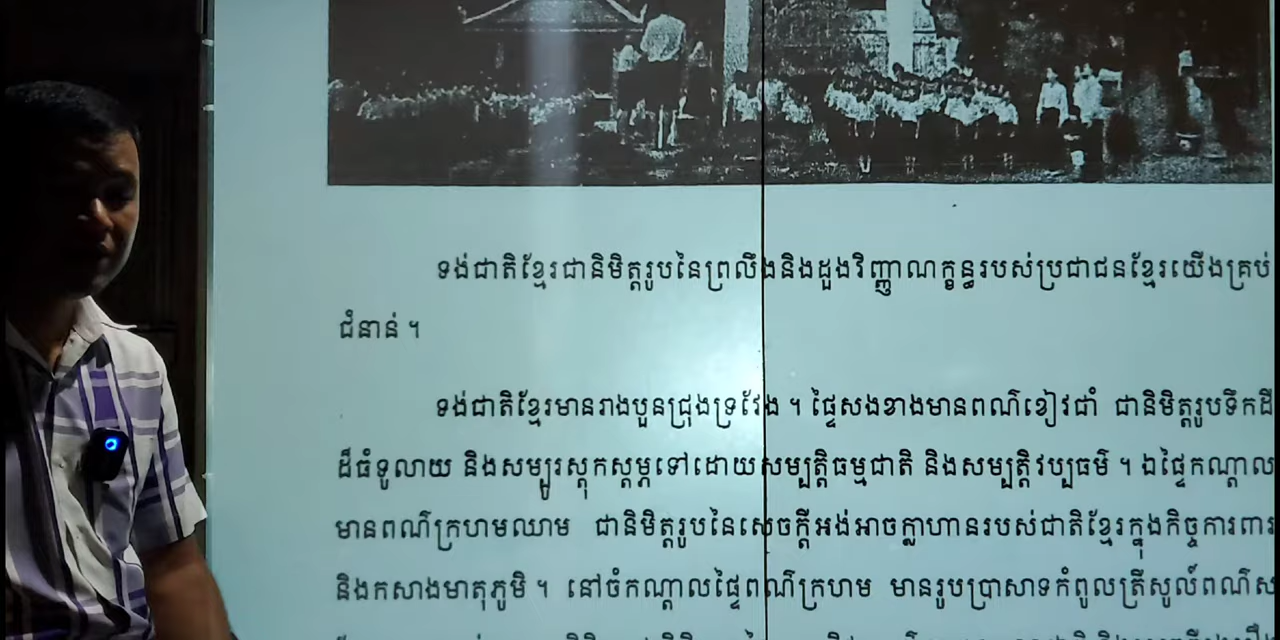 ទង់ជាតិខ្មែរជានិមិត្តរូបនៃព្រលឹងនិងដួងវិញ្ញាណក្ខន្ធរបស់ប្រជាជនខ្មែរយើងគ្រប់
ជំនាន់ ។
ទង់ជាតិខ្មែរមានរាងបួនជ្រុងទ្រវែង ។ ផ្ទៃសងខាងមានពណ៌ខៀវជាំ ជានិមិត្តរូបទឹកដី
ដ៏ធំទូលាយ និងសម្បូរស្តុកស្តម្ភទៅដោយសម្បត្តិធម្មជាតិ និងសម្បត្តិវប្បធម៌ ។ ឯផ្ទៃកណ្តាល
មានពណ៌ក្រហមឈាម ជានិមិត្តរូបនៃសេចក្តីអង់អាចក្លាហានរបស់ជាតិខ្មែរក្នុងកិច្ចការពារ
និងកសាងមាតុភូមិ ។ នៅចំកណ្តាលផ្ទៃពណ៌ក្រហម មានរូបប្រាសាទកំពូលត្រីសូល៍ពណ៌ស